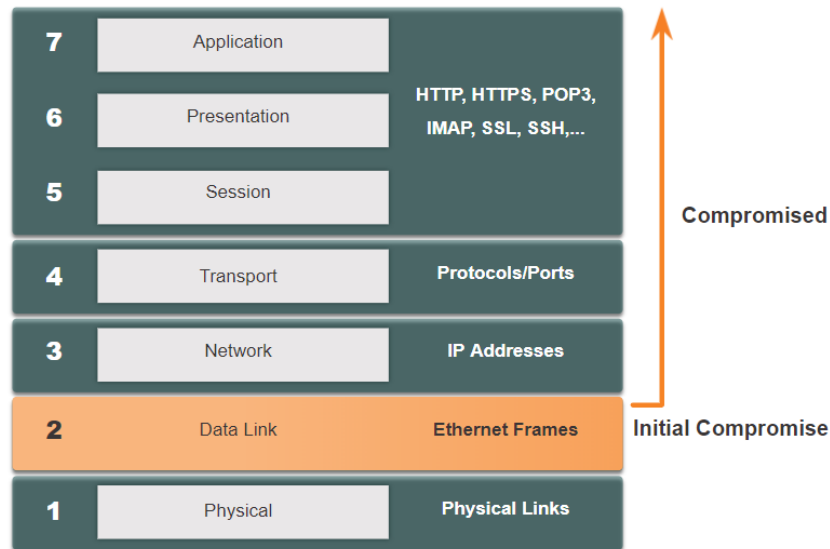 7 Application
6 Presentation
HTTP, HTTPS, POP3,
IMAP, SSL, SSH,...
5 Session
Compromised
4 Transport Protocols/Ports
3 Network IP Addresses
2 Data Link Ethernet Frames Initial Compromise
1 Physical Physical Links